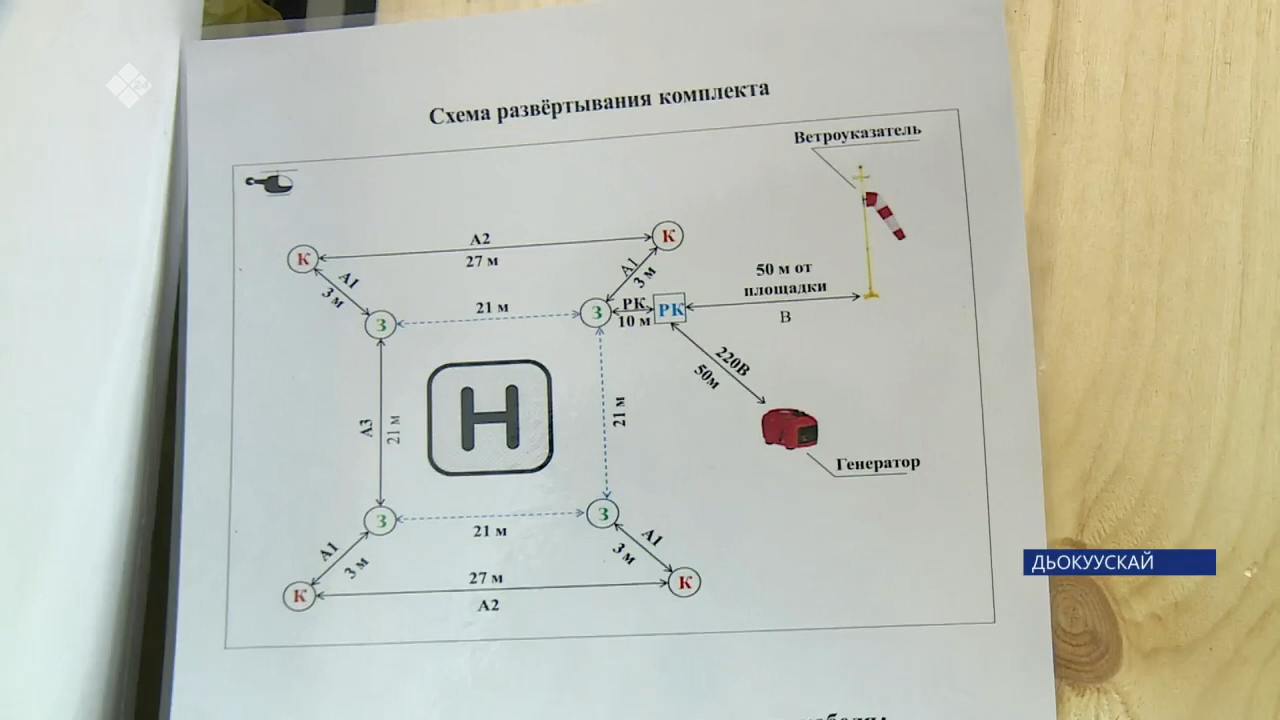 24
Схема развёртывания комплекта
Ветроуказатель
К
А2
27 м
К
А1
3 м
А1
3 м
З
21 м
З
РК
10 м
РК
50 м от
площадки
В
220В
50м
А3
21 м
H
21 м
Генератор
З
21 м
З
А1
3 м
А1
3 м
К
27 м
А2
К
ДЬОКУУСКАЙ